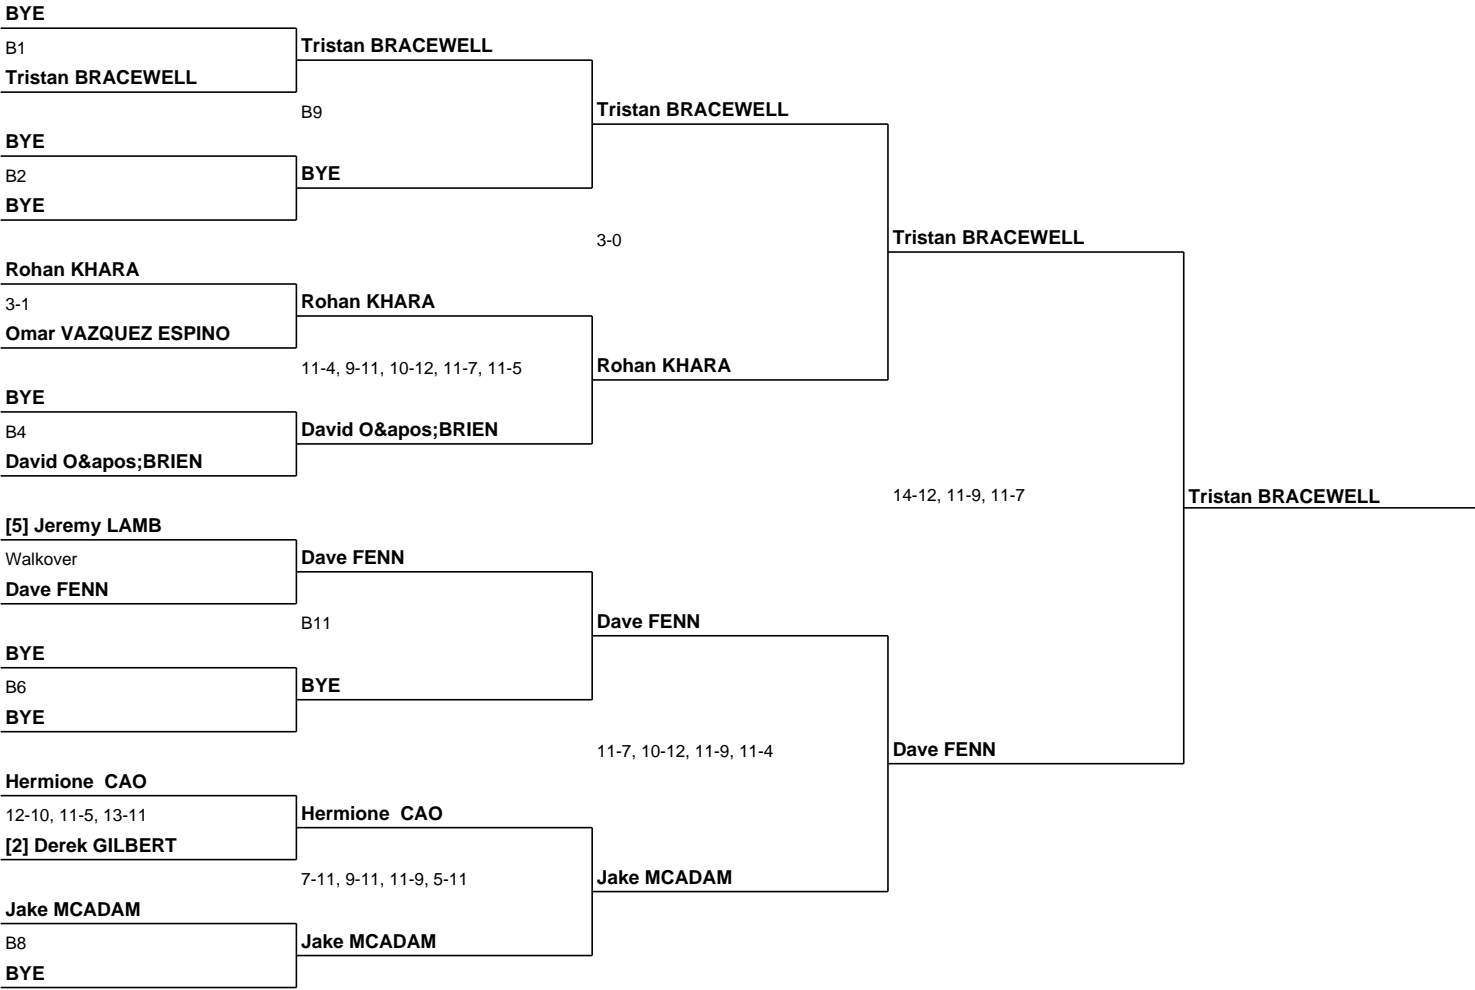 BYE
B1
Tristan BRACEWELL
Tristan BRACEWELL
B9
Tristan BRACEWELL
BYE
B2
BYE
BYE
3-0
Tristan BRACEWELL
Rohan KHARA
3-1
Rohan KHARA
Omar VAZQUEZ ESPINO
11-4, 9-11, 10-12, 11-7, 11-5
Rohan KHARA
BYE
B4
David O&apos;BRIEN
David O&apos;BRIEN
14-12, 11-9, 11-7
Tristan BRACEWELL
[5] Jeremy LAMB
Walkover
Dave FENN
Dave FENN
B11
Dave FENN
BYE
B6
BYE
BYE
11-7, 10-12, 11-9, 11-4
Dave FENN
Hermione  CAO
12-10, 11-5, 13-11
Hermione  CAO
[2] Derek GILBERT
7-11, 9-11, 11-9, 5-11
Jake MCADAM
Jake MCADAM
B8
Jake MCADAM
BYE